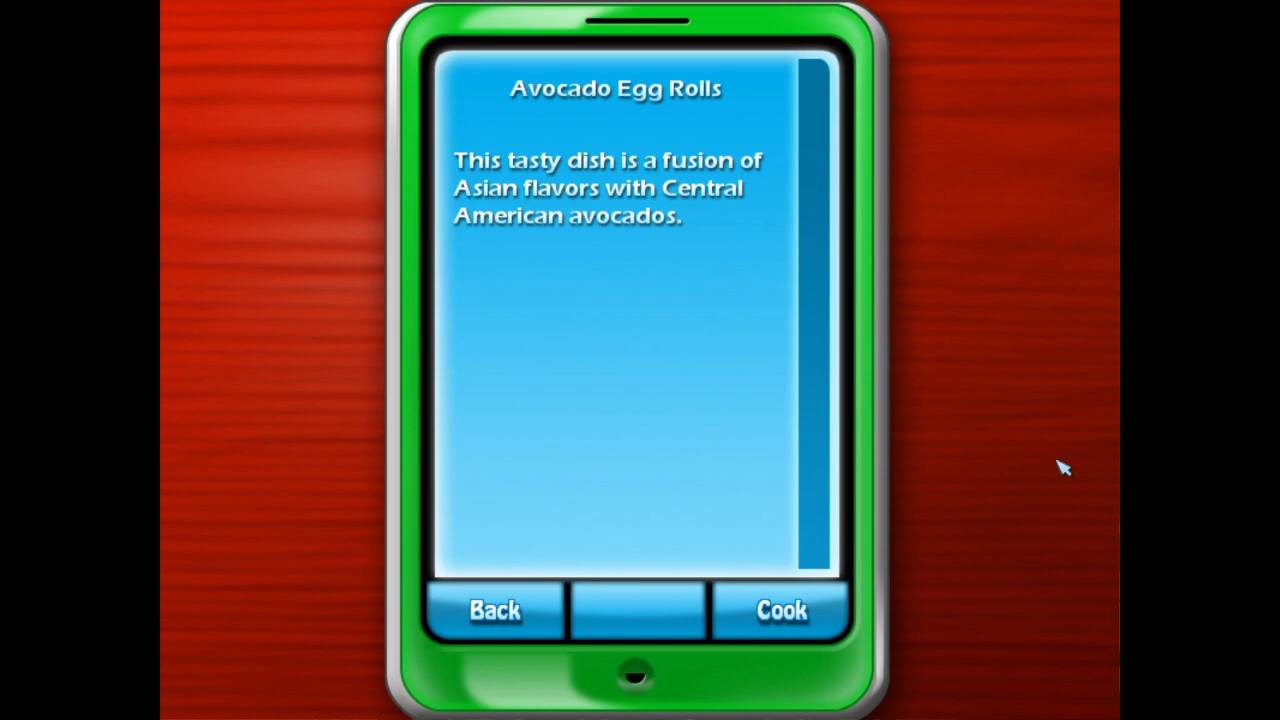 Avocado Egg Rolls
This tasty dish is a fusion of
Asian flavors with Central
American avocados.
Back
Cook